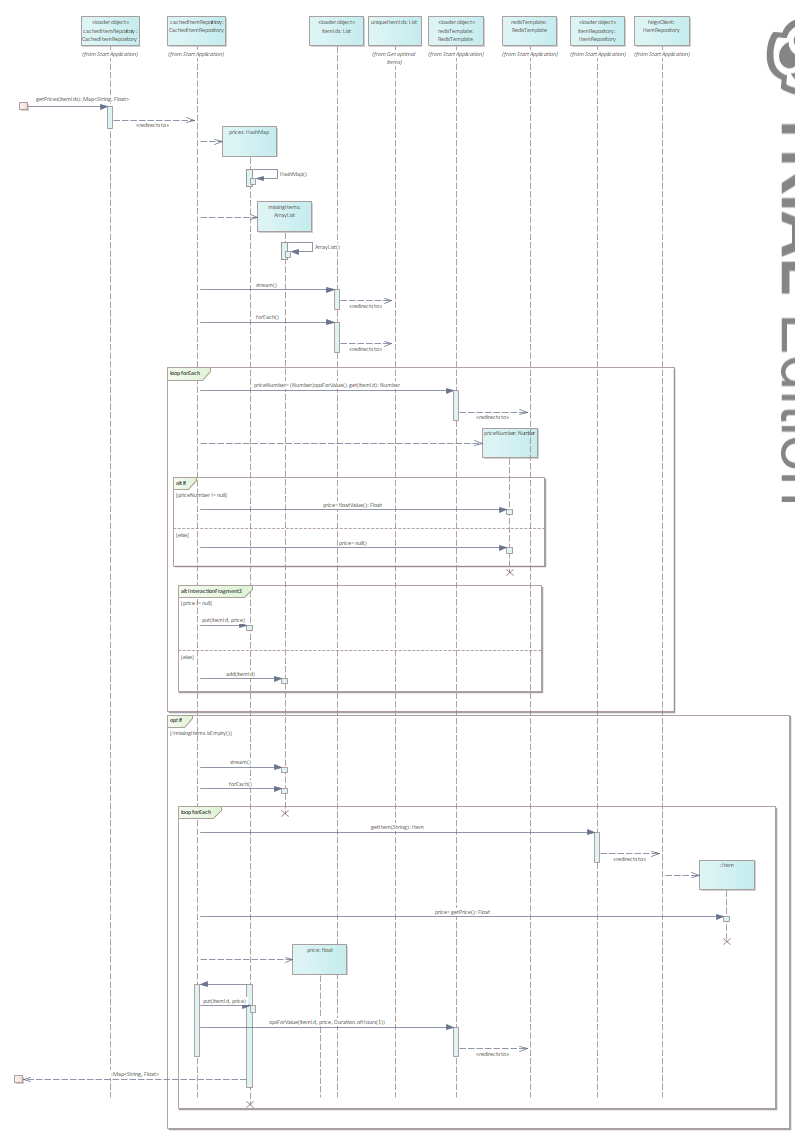 «loader object»
cachedItemRepository :
CachedItemRepository
(from Start Application)
cachedItemRepository:
CachedItemRepository
(from Start Application)
«loader object»
itemIds: List
uniqueItemIds: List
(from Get optimal
items)
«loader object»
redisTemplate:
RedisTemplate
(from Start Application)
redisTemplate:
RedisTemplate
(from Start Application)
«loader object»
itemRepository:
ItemRepository
(from Start Application)
feignClient:
ItemRepository
(from Start Application)
TRIAL Edition
getPrices(itemIds): Map<String, Float>
«redirects to»
prices: HashMap
HashMap()
missingItems:
ArrayList
ArrayList()
stream()
«redirects to»
forEach()
«redirects to»
loop forEach
priceNumber= (Number)opsForValue().get(itemId): Number
«redirects to»
priceNumber: Number
alt if
[priceNumber != null]
price= floatValue(): Float
[else]
price= null()
alt InteractionFragment2
[price != null]
put(itemId, price)
[else]
add(itemId)
opt if
[!missingItems.isEmpty()]
stream()
forEach()
loop forEach
getItem(String): Item
«redirects to»
:Item
price= getPrice(): Float
price: float
put(itemId, price)
opsForValue(itemId, price, Duration.ofHours(1))
«redirects to»
:Map<String, Float>